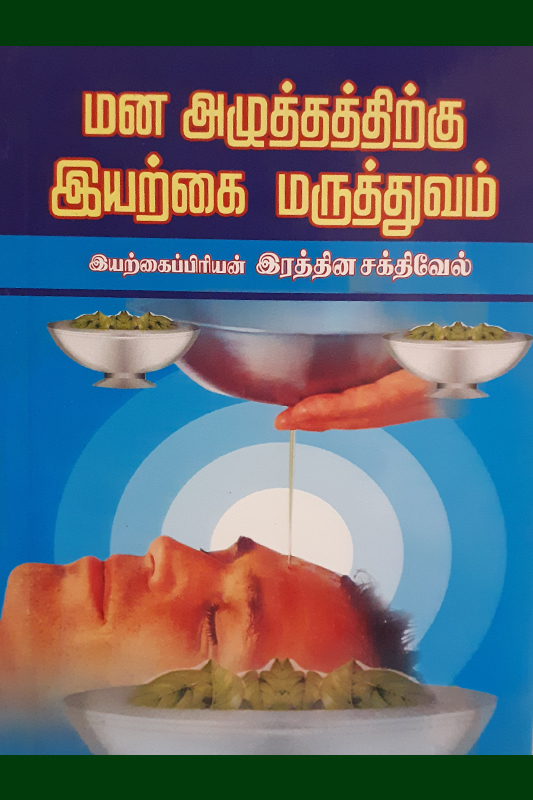 மன அழுத்தத்திற்கு
இயற்கை மருத்துவம்
இயற்கைப்பிரியன் இரத்தின சக்திவேல்